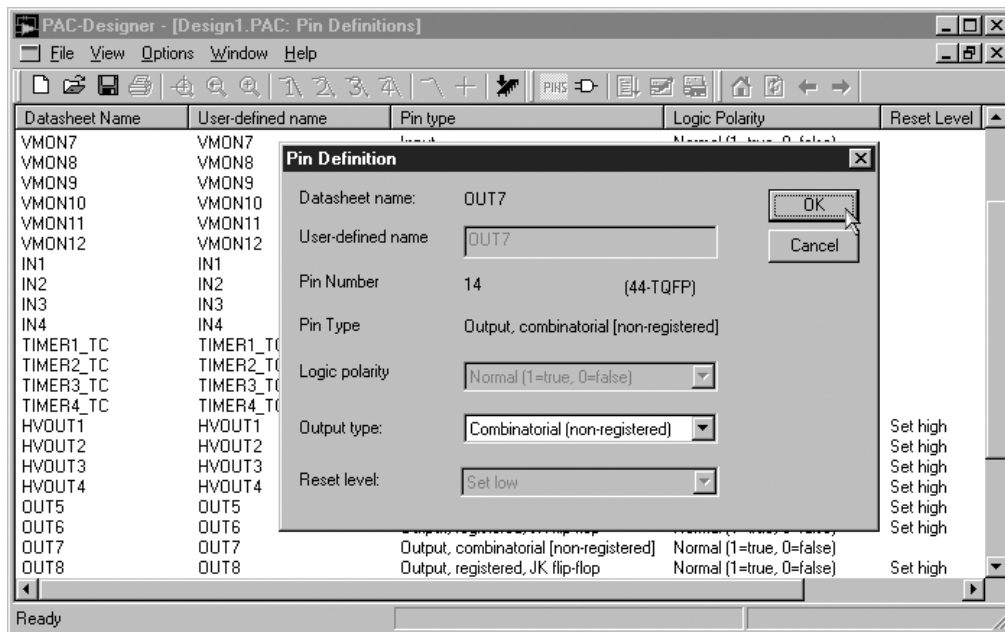 PAC-Designer - [Design1.PAC: Pin Definitions]
File View Options Window Help
PINS
Datasheet Name User-defined name Pin type Logic Polarity Reset Level
VMON7 VMON7 Input Normal (1=true, 0=false)
VMON8 VMON8
VMON9 VMON9
VMON10 VMON10
VMON11 VMON11
VMON12 VMON12
IN1 IN1
IN2 IN2
IN3 IN3
IN4 IN4
TIMER1_TC
TIMER2_TC
TIMER3_TC
TIMER4_TC
HVOUT1 HVOUT1 Set high
HVOUT2 HVOUT2 Set high
HVOUT3 HVOUT3 Set high
HVOUT4 HVOUT4 Set high
OUT5 OUT5 Set high
OUT6 OUT6 Set high
OUT7 OUT7 Output, combinatorial [non-registered] Normal (1=true, 0=false)
OUT8 OUT8 Output, registered, JK flip-flop Normal (1=true, 0=false) Set high
Ready
Pin Definition
Datasheet name: OUT7
OK
User-defined name OUT7
Cancel
Pin Number 14 (44-TQFP)
Pin Type Output, combinatorial [non-registered]
Logic polarity Normal (1=true, 0=false)
Output type: Combinatorial (non-registered)
Reset level: Set low